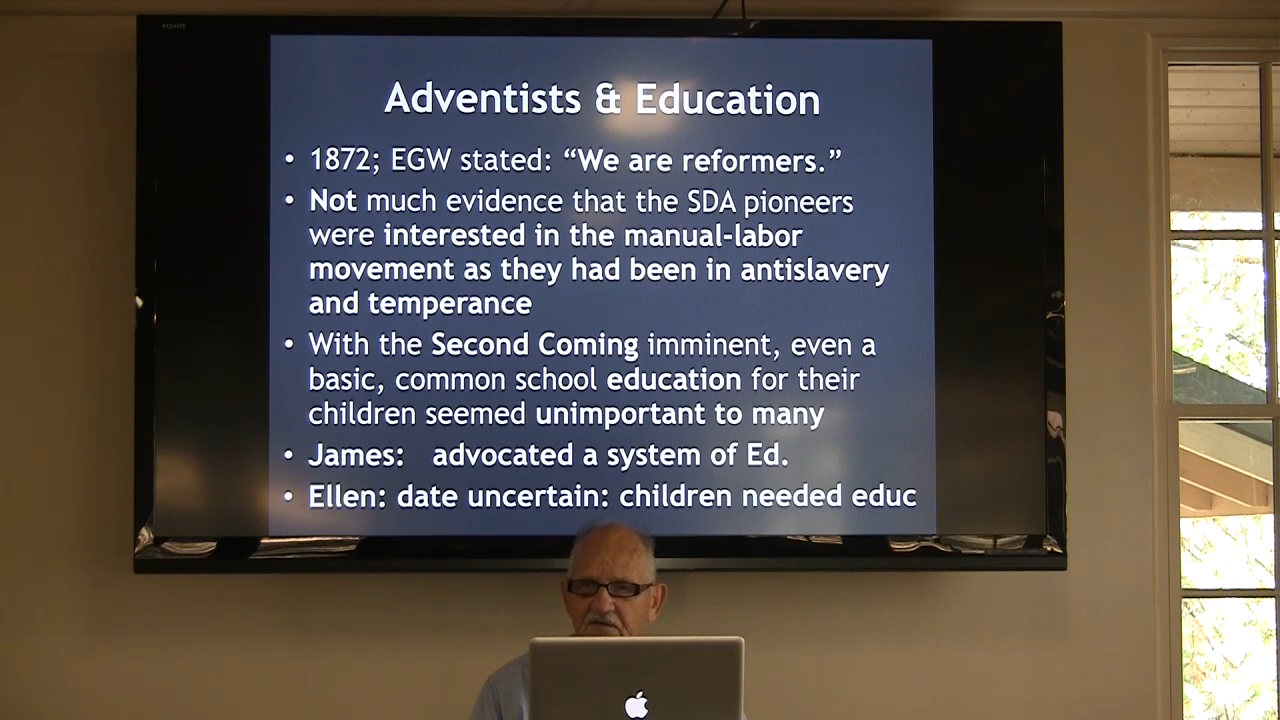 Adventists & Education
• 1872; EGW stated: “We are reformers.”
• Not much evidence that the SDA pioneers
were interested in the manual-labor
movement as they had been in antislavery
and temperance
• With the Second Coming imminent, even a
basic, common school education for their
children seemed unimportant to many
• James: advocated a system of Ed.
• Ellen: date uncertain: children needed educ